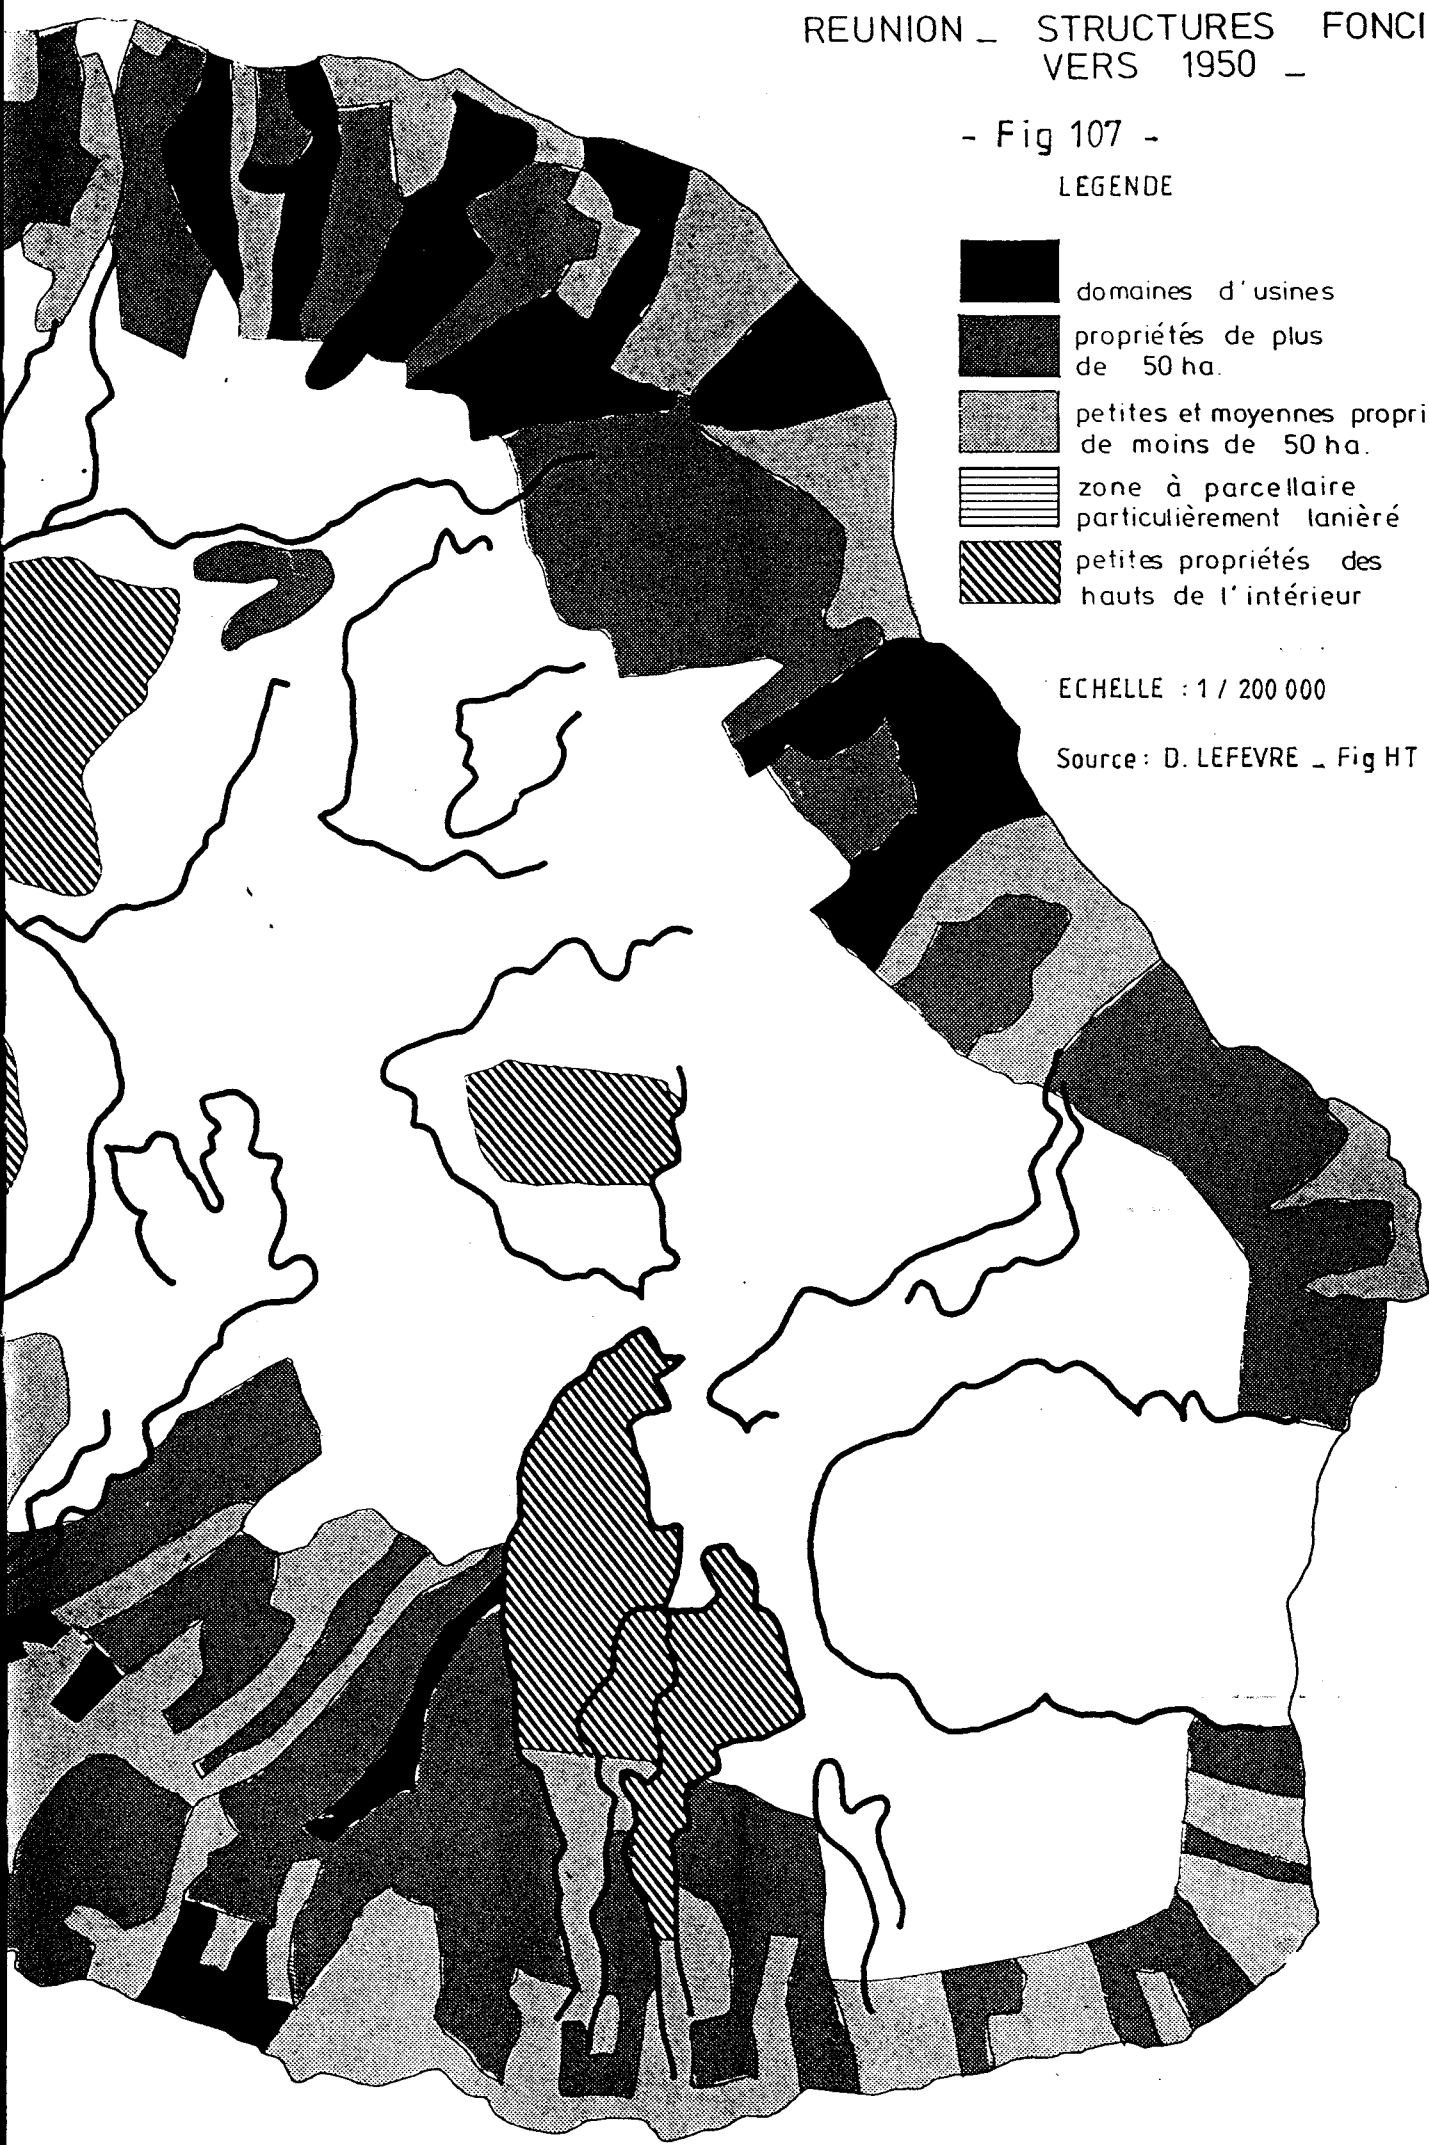 REUNION _ STRUCTURES FONCI
VERS 1950 _
- Fig 107 -
LEGENDE
domaines d'usines
propriétés de plus
de 50 ha.
petites et moyennes propri
de moins de 50 ha.
zone à parcellaire
particulièrement lanièré
petites propriétés des
hauts de l'intérieur
ECHELLE : 1 / 200 000
Source : D. LEFEVRE _ Fig HT